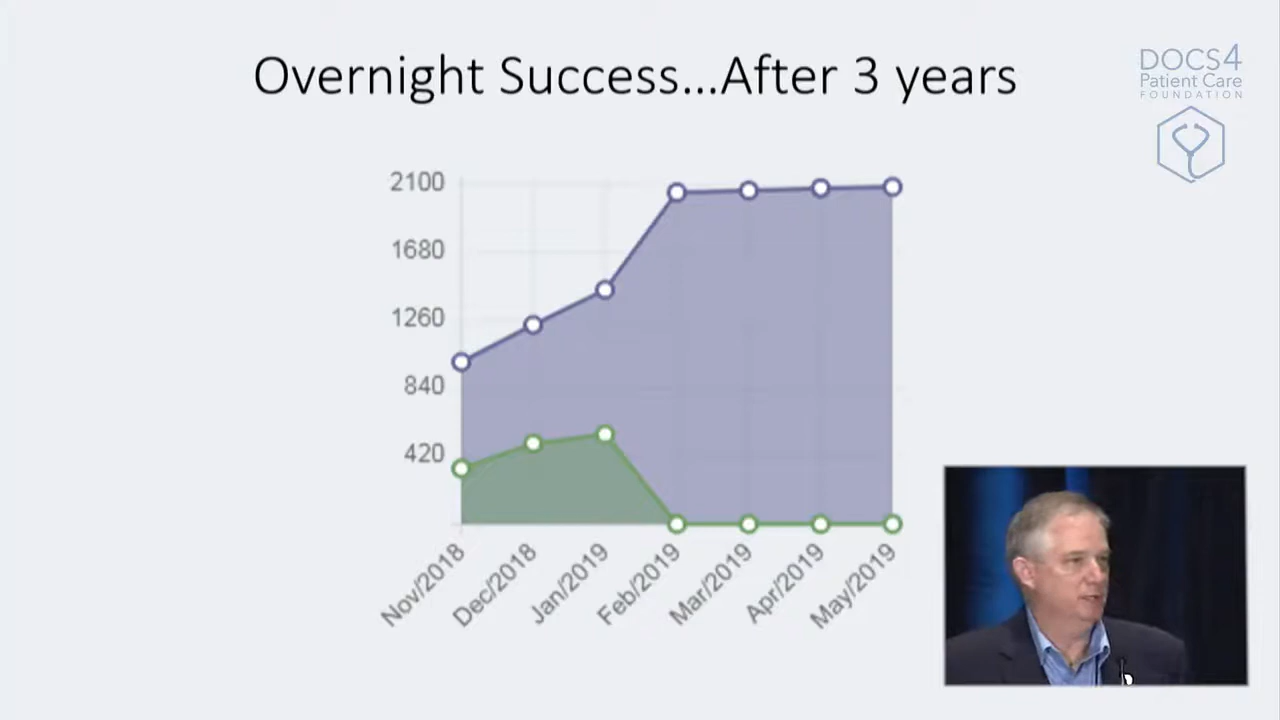 Overnight Success...After 3 years
DOCS4
Patient Care
FOUNDATION
2100
1680
1260
840
420
Nov/2018
Dec/2018
Jan/2019
Feb/2019
Mar/2019
Apr/2019
May/2019